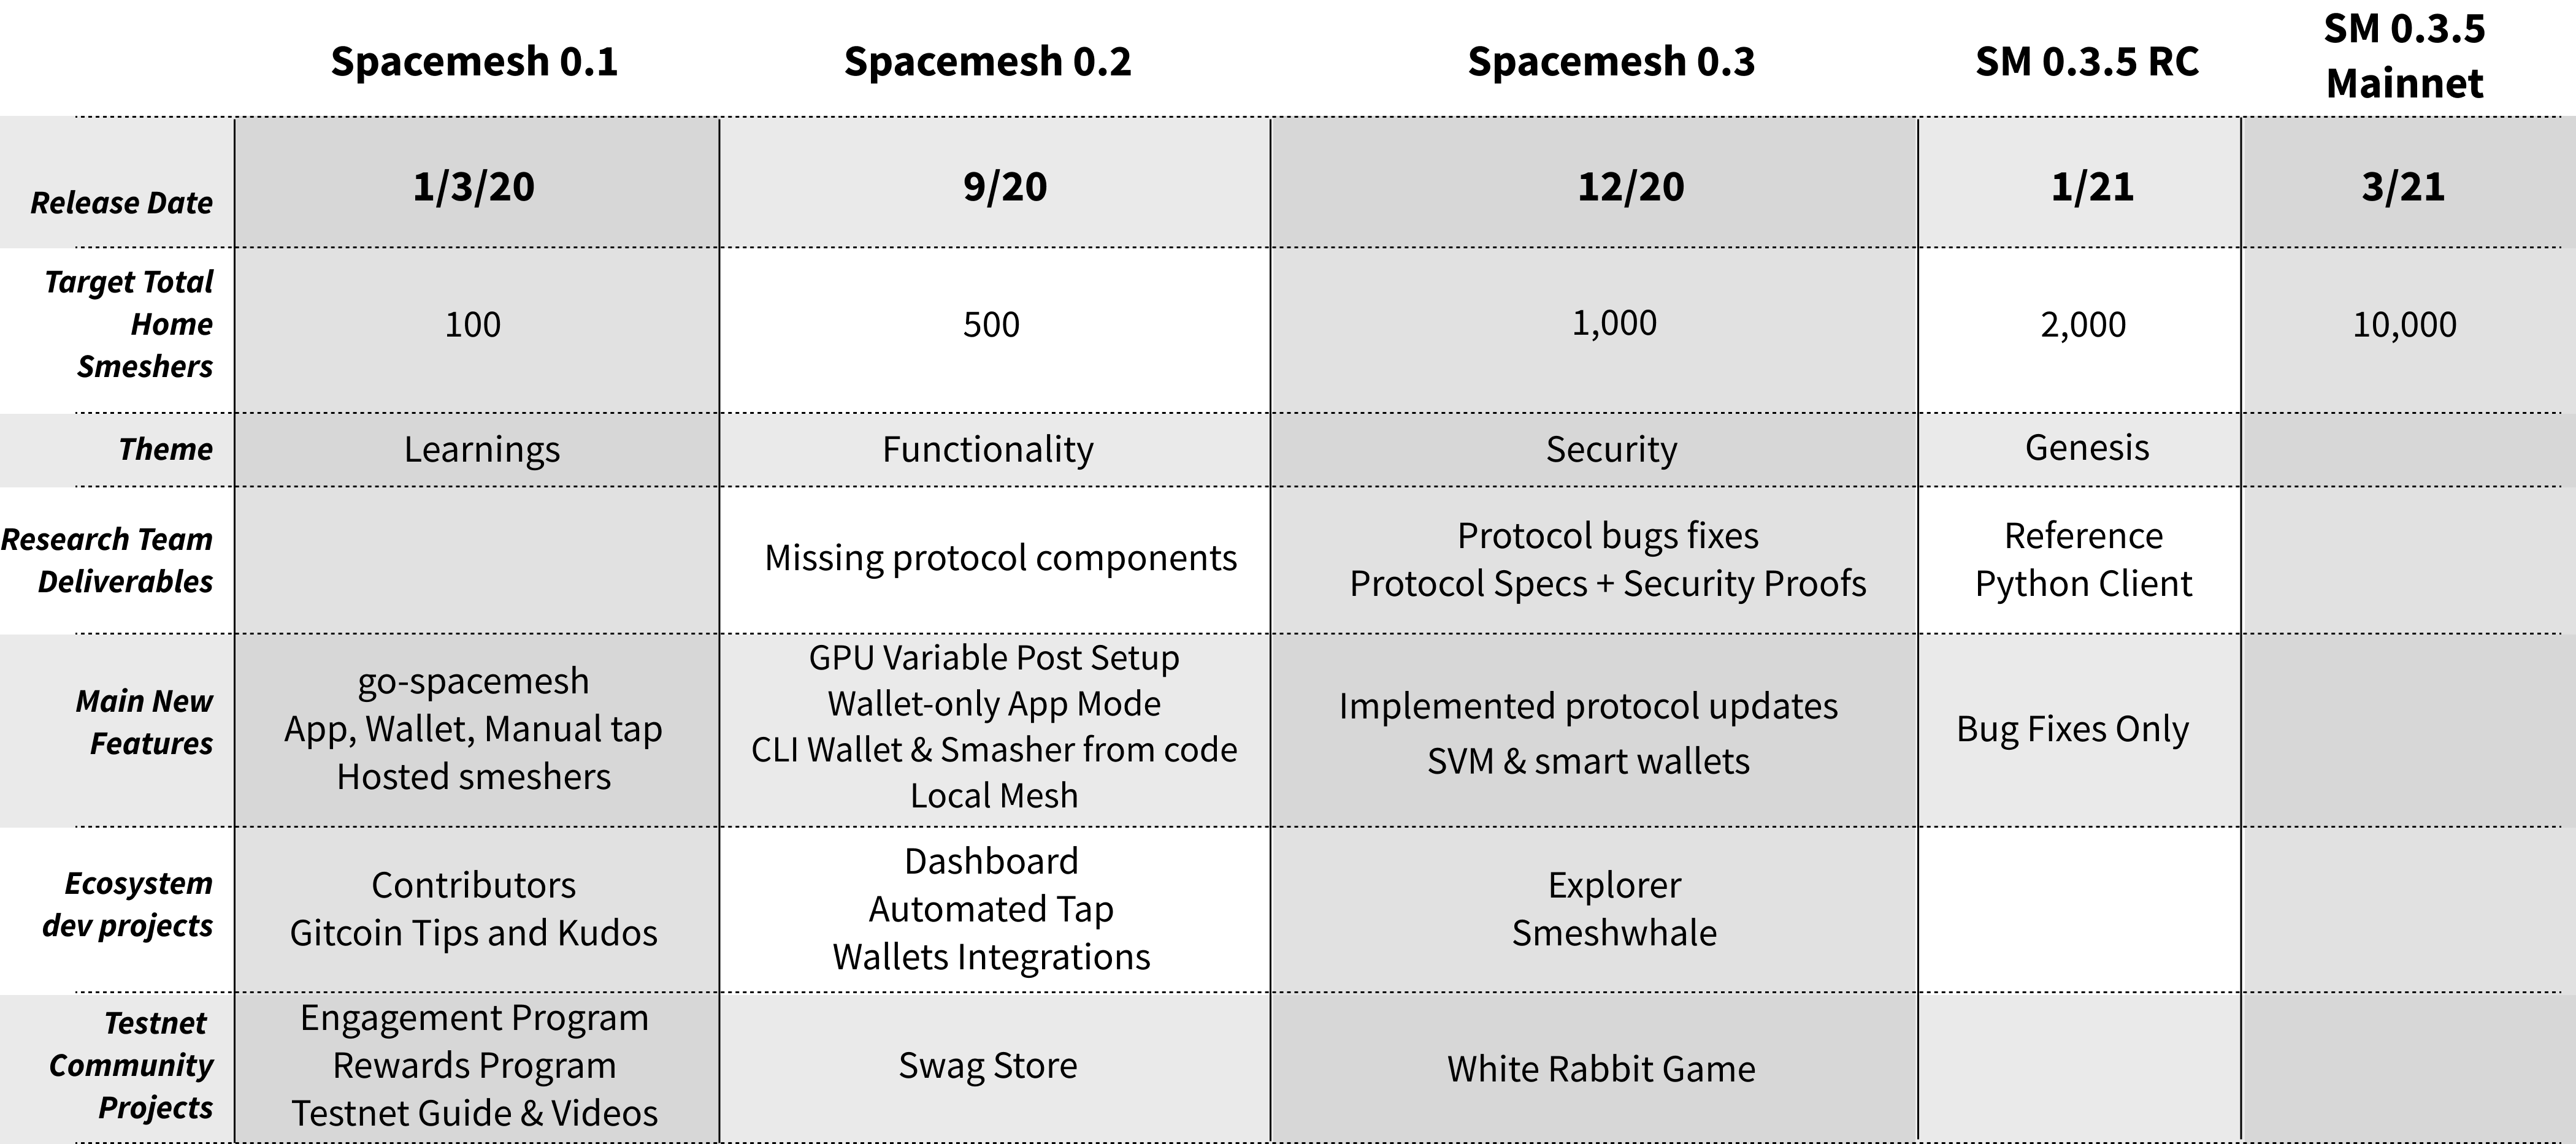 Spacemesh 0.1
Spacemesh 0.2
Spacemesh 0.3
SM 0.3.5 RC
SM 0.3.5
Mainnet
Release Date
1/3/20
9/20
12/20
1/21
3/21
Target Total
Home
Smeshers
100
500
1,000
2,000
10,000
Theme
Learnings
Functionality
Security
Genesis
Research Team
Deliverables
Missing protocol components
Protocol bugs fixes
Protocol Specs + Security Proofs
Reference
Python Client
Main New
Features
go-spacemesh
App, Wallet, Manual tap
Hosted smeshers
GPU Variable Post Setup
Wallet-only App Mode
CLI Wallet & Smasher from code
Local Mesh
Implemented protocol updates
SVM & smart wallets
Bug Fixes Only
Ecosystem
dev projects
Contributors
Gitcoin Tips and Kudos
Dashboard
Automated Tap
Wallets Integrations
Explorer
Smeshwhale
Testnet
Community
Projects
Engagement Program
Rewards Program
Testnet Guide & Videos
Swag Store
White Rabbit Game